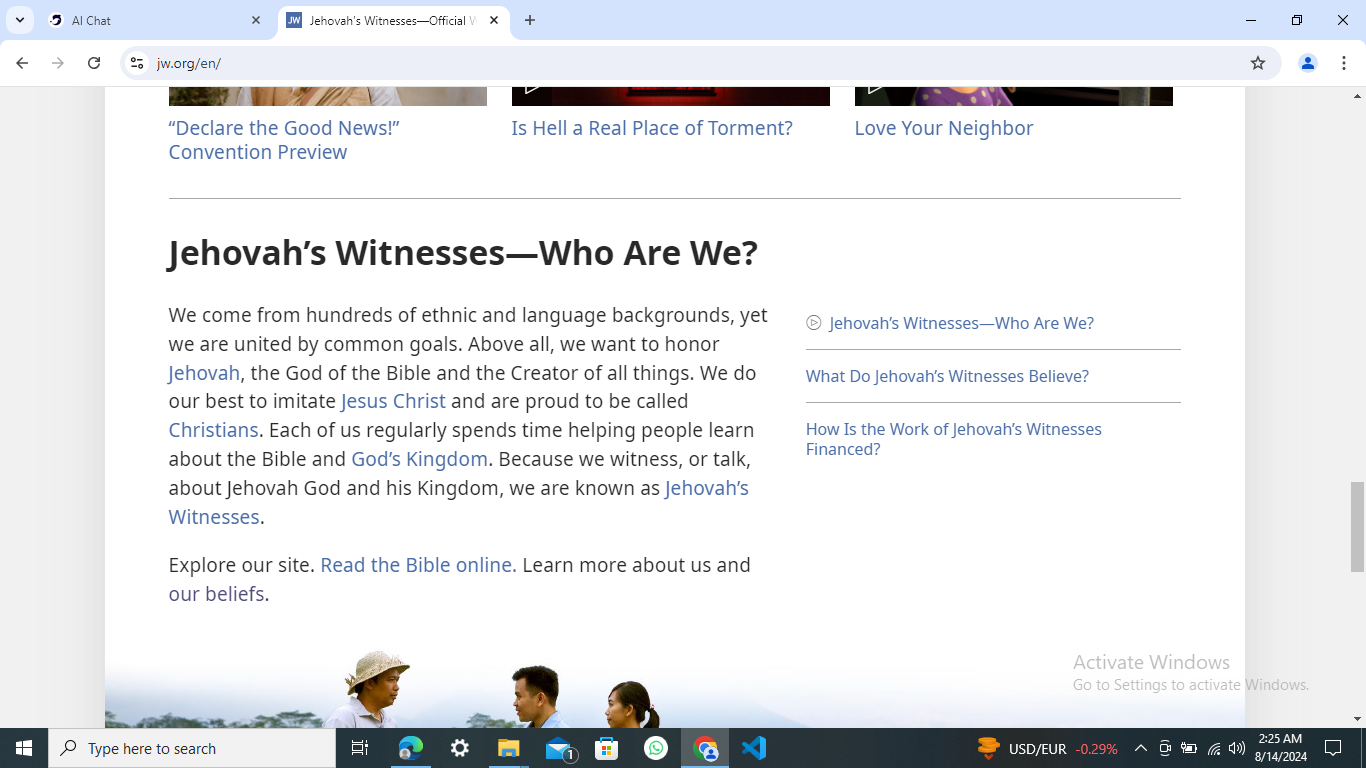 AI Chat
JW
Jehovah's Witnesses—Official W
jw.org/en/
“Declare the Good News!”
Convention Preview
Is Hell a Real Place of Torment?
Love Your Neighbor
Jehovah’s Witnesses—Who Are We?
We come from hundreds of ethnic and language backgrounds, yet
we are united by common goals. Above all, we want to honor
Jehovah, the God of the Bible and the Creator of all things. We do
our best to imitate Jesus Christ and are proud to be called
Christians. Each of us regularly spends time helping people learn
about the Bible and God’s Kingdom. Because we witness, or talk,
about Jehovah God and his Kingdom, we are known as Jehovah’s
Witnesses.
Explore our site. Read the Bible online. Learn more about us and
our beliefs.
Jehovah’s Witnesses—Who Are We?
What Do Jehovah’s Witnesses Believe?
How Is the Work of Jehovah’s Witnesses
Financed?
Activate Windows
Go to Settings to activate Windows.
Type here to search
1
USD/EUR -0.29%
2:25 AM
8/14/2024